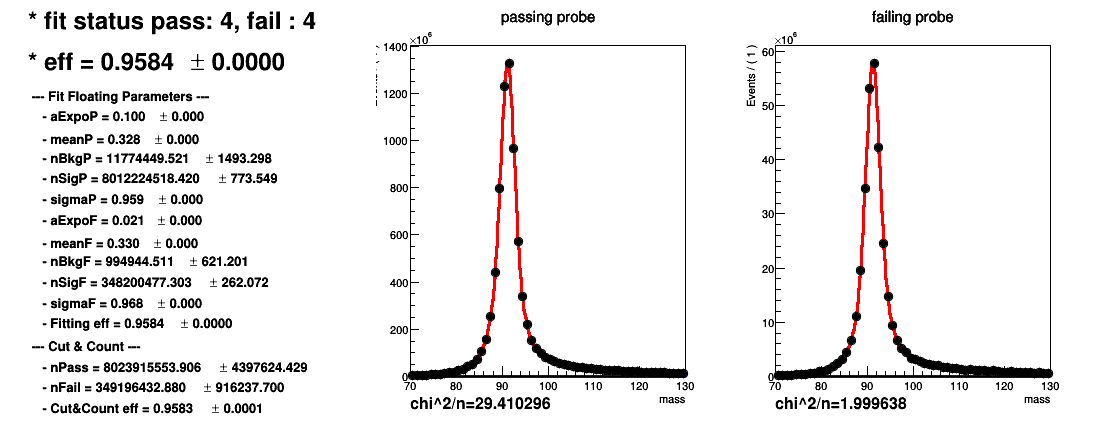 * fit status pass: 4, fail : 4
* eff = 0.9584 ± 0.0000
--- Fit Floating Parameters ---
- aExpoP = 0.100 ± 0.000
- meanP = 0.328 ± 0.000
- nBkgP = 11774449.521 ± 1493.298
- nSigP = 8012224518.420 ± 773.549
- sigmaP = 0.959 ± 0.000
- aExpoF = 0.021 ± 0.000
- meanF = 0.330 ± 0.000
- nBkgF = 994944.511 ± 621.201
- nSigF = 348200477.303 ± 262.072
- sigmaF = 0.968 ± 0.000
- Fitting eff = 0.9584 ± 0.0000
--- Cut & Count ---
- nPass = 8023915553.906 ± 4397624.429
- nFail = 349196432.880 ± 916237.700
- Cut&Count eff = 0.9583 ± 0.0001
passing probe
×10⁶
1400
1200
1000
800
600
400
200
0
70 80 90 100 110 120 130
mass
chi^2/n=29.410296
failing probe
×10⁶
Events / ( 1 )
60
50
40
30
20
10
0
70 80 90 100 110 120 130
mass
chi^2/n=1.999638